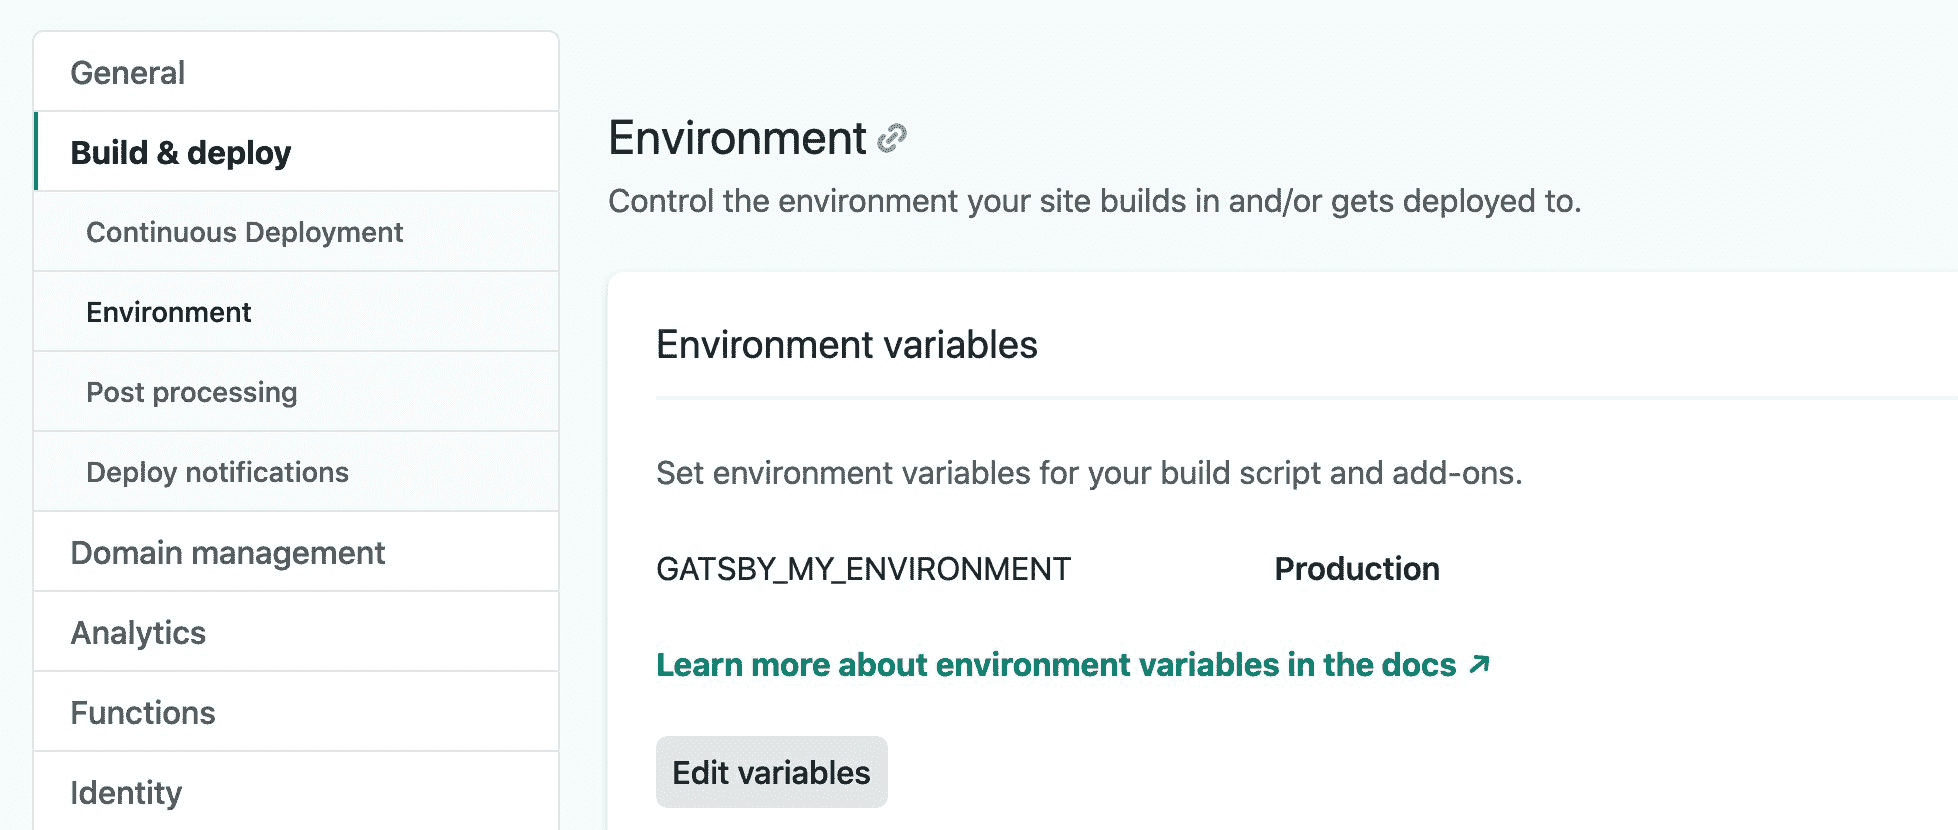 General
Build & deploy
Continuous Deployment
Environment
Post processing
Deploy notifications
Domain management
Analytics
Functions
Identity
Environment
Control the environment your site builds in and/or gets deployed to.
Environment variables
Set environment variables for your build script and add-ons.
GATSBY_MY_ENVIRONMENT Production
Learn more about environment variables in the docs ↗
Edit variables